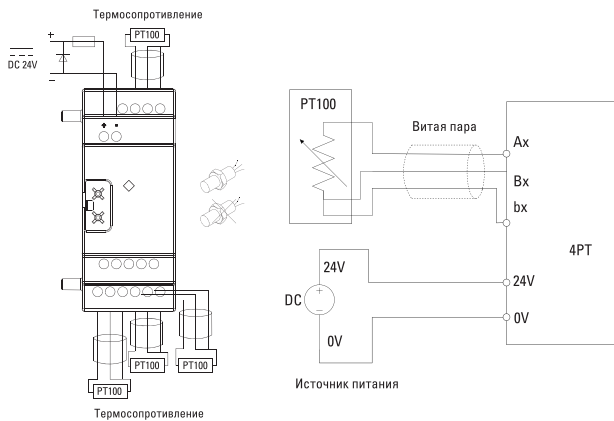 Термосопротивление
PT100
+
DC 24V
−
+ -
PT100
PT100
PT100
Термосопротивление
PT100
Витая пара
Ax
Bx
bx
4PT
24V
24V
DC
+
−
0V
0V
Источник питания